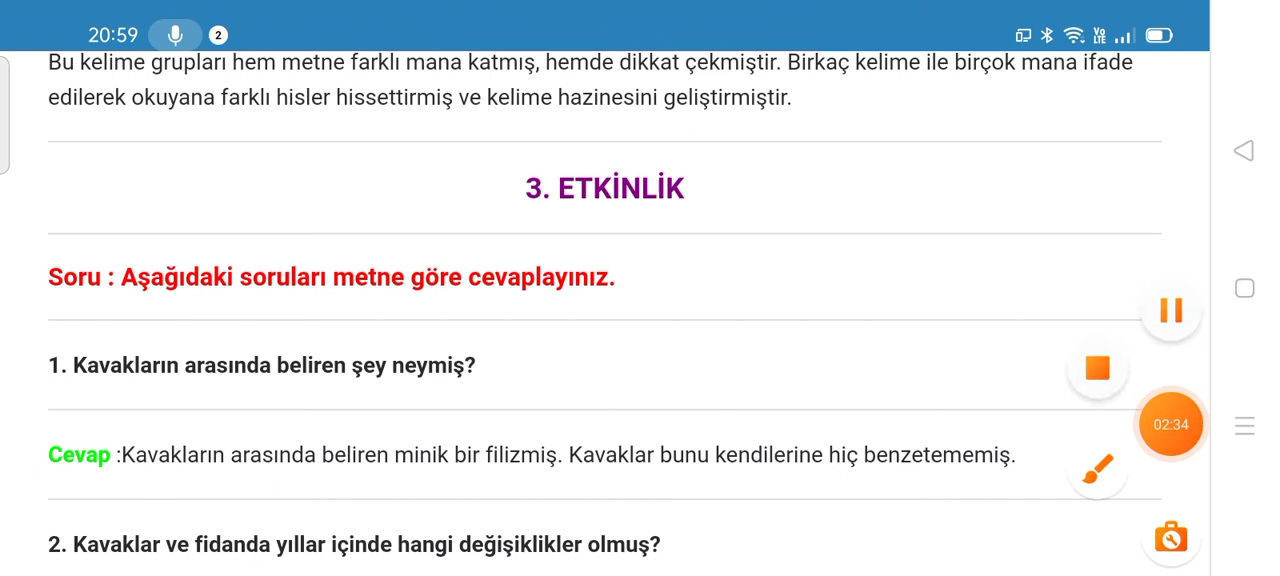 20:59
2
Bu kelime grupları hem metne farklı mana katmış, hemde dikkat çekmiştir. Birkaç kelime ile birçok mana ifade
edilerek okuyana farklı hisler hissettirmiş ve kelime hazinesini geliştirmiştir.
3. ETKİNLİK
Soru : Aşağıdaki soruları metne göre cevaplayınız.
1. Kavakların arasında beliren şey neymiş?
02:34
Cevap :Kavakların arasında beliren minik bir filizmiş. Kavaklar bunu kendilerine hiç benzetememiş.
2. Kavaklar ve fidanda yıllar içinde hangi değişiklikler olmuş?